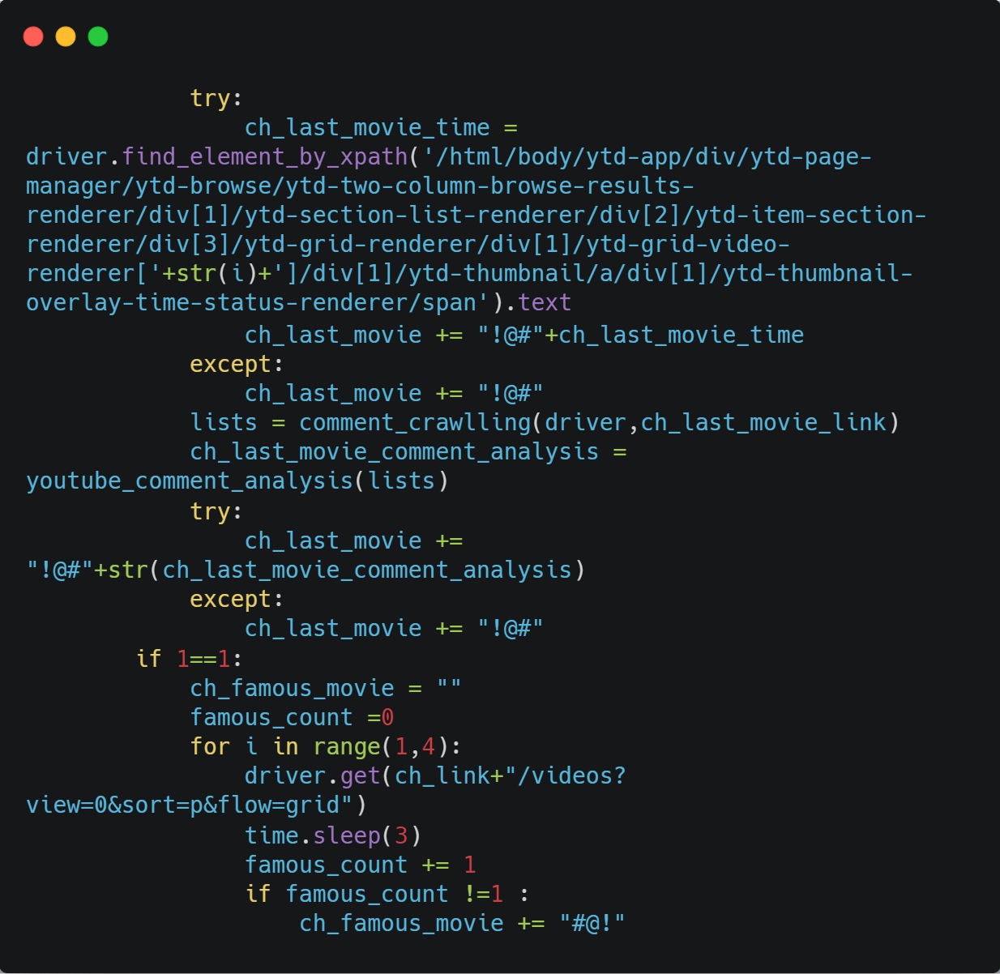 try:
ch_last_movie_time =
driver.find_element_by_xpath('/html/body/ytd-app/div/ytd-page-
manager/ytd-browse/ytd-two-column-browse-results-
renderer/div[1]/ytd-section-list-renderer/div[2]/ytd-item-section-
renderer/div[3]/ytd-grid-renderer/div[1]/ytd-grid-video-
renderer['+str(i)+']/div[1]/ytd-thumbnail/a/div[1]/ytd-thumbnail-
overlay-time-status-renderer/span').text
ch_last_movie += "!@#"+ch_last_movie_time
except:
ch_last_movie += "!@#"
lists = comment_crawlling(driver,ch_last_movie_link)
ch_last_movie_comment_analysis =
youtube_comment_analysis(lists)
try:
ch_last_movie +=
"!@#"+str(ch_last_movie_comment_analysis)
except:
ch_last_movie += "!@#"
if 1==1:
ch_famous_movie = ""
famous_count =0
for i in range(1,4):
driver.get(ch_link+"/videos?
view=0&sort=p&flow=grid")
time.sleep(3)
famous_count += 1
if famous_count !=1 :
ch_famous_movie += "#@!"